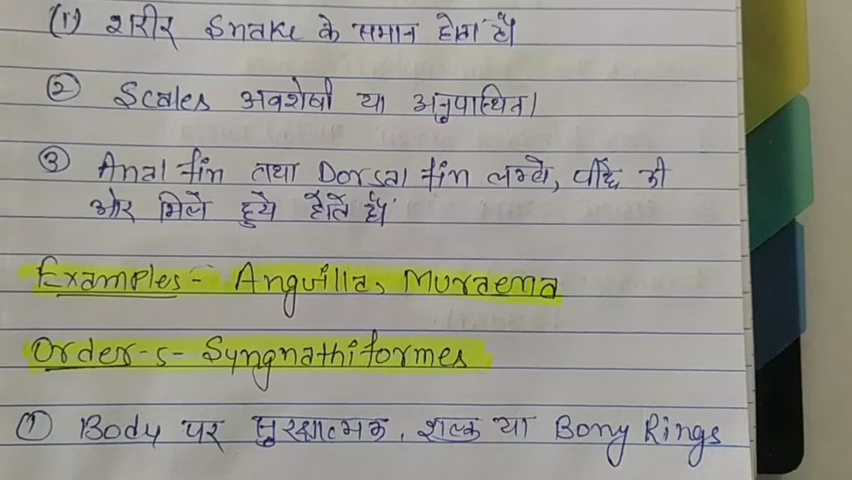 (1) शरीर Snake के समान होता है।
② Scales अवशेषी या अनुपास्थित।
③ Anal fin तथा Dorsal fin लम्बे, पीछे की
ओर मिले हुये होते हैं।
Examples- Anguilla, Muraena
Order-5- Syngnathiformes
① Body पर सुरक्षात्मक, शल्क या Bony Rings